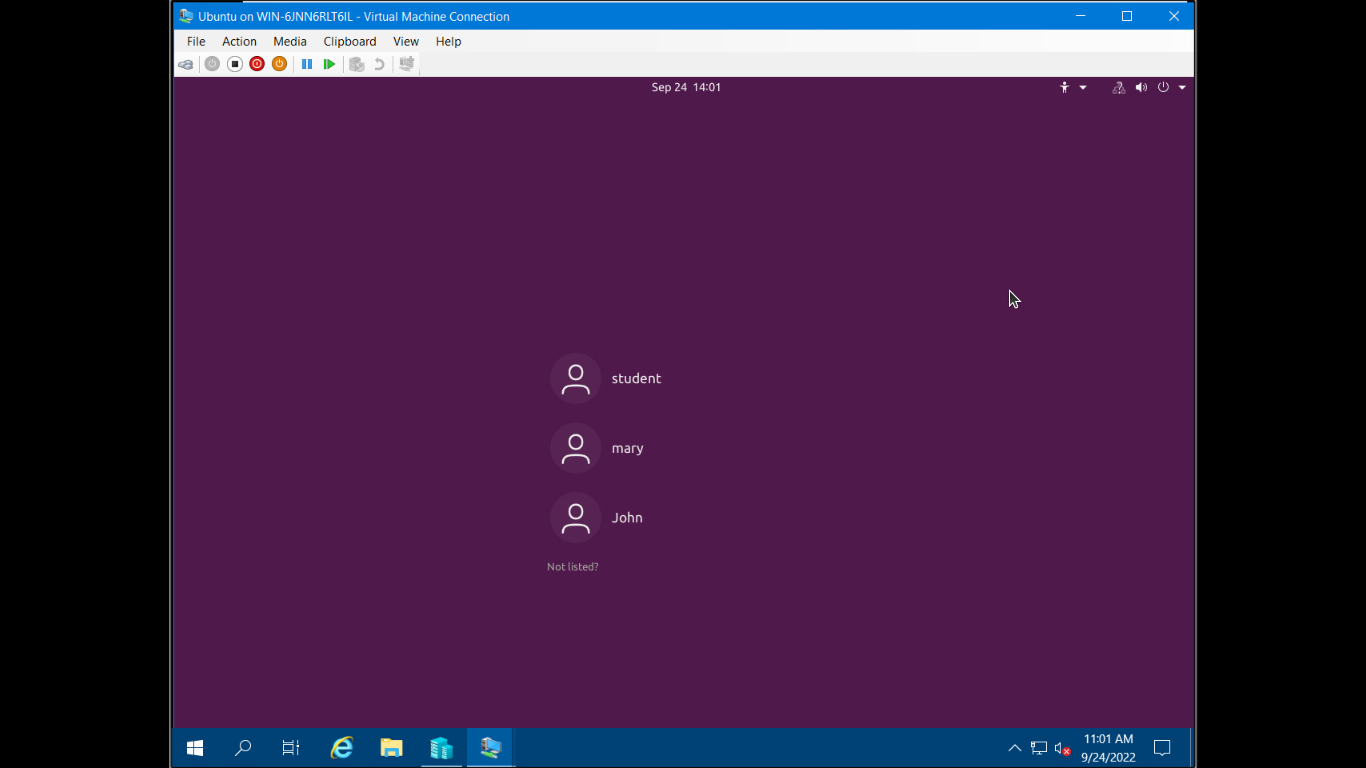 Ubuntu on WIN-6JNN6RLT6IL - Virtual Machine Connection
File Action Media Clipboard View Help
Sep 24 14:01
student
mary
John
Not listed?
11:01 AM
9/24/2022